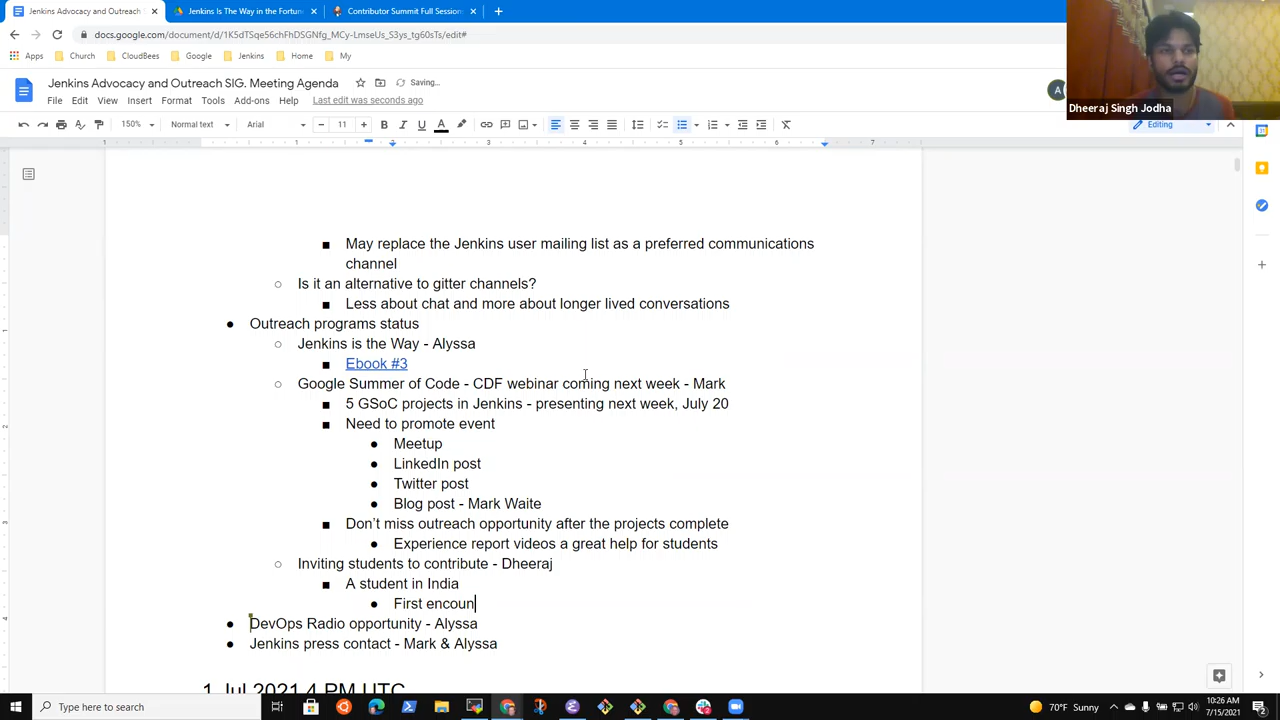 Jenkins Advocacy and Outreach S
Jenkins Is The Way in the Fortun
Contributor Summit Full Session
docs.google.com/document/d/1K5dTSqe56chFhDSGNfg_MCy-LmseUs_S3ys_tg60sTs/edit#
Apps Church CloudBees Google Jenkins Home My
Jenkins Advocacy and Outreach SIG. Meeting Agenda
Saving...
A
Dheeraj Singh Jodha
File Edit View Insert Format Tools Add-ons Help Last edit was seconds ago
150% Normal text Arial 11 Editing
1 3 4 5 6 7
May replace the Jenkins user mailing list as a preferred communications
channel
Is it an alternative to gitter channels?
Less about chat and more about longer lived conversations
Outreach programs status
Jenkins is the Way - Alyssa
Ebook #3
Google Summer of Code - CDF webinar coming next week - Mark
5 GSoC projects in Jenkins - presenting next week, July 20
Need to promote event
Meetup
LinkedIn post
Twitter post
Blog post - Mark Waite
Don't miss outreach opportunity after the projects complete
Experience report videos a great help for students
Inviting students to contribute - Dheeraj
A student in India
First encoun
DevOps Radio opportunity - Alyssa
Jenkins press contact - Mark & Alyssa
1 Jul 2021 4 PM UTC
Type here to search
70°F Sunny
10:26 AM
7/15/2021
2